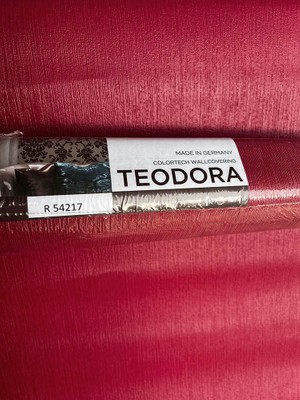 MADE IN GERMANY
COLORTECH WALLCOVERING
TEODORA
R 54217